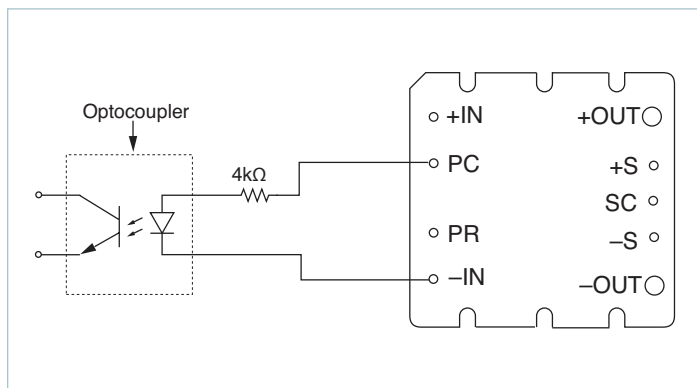 Optocoupler
4kΩ
+IN
PC
PR
–IN
+OUT
+S
SC
–S
–OUT